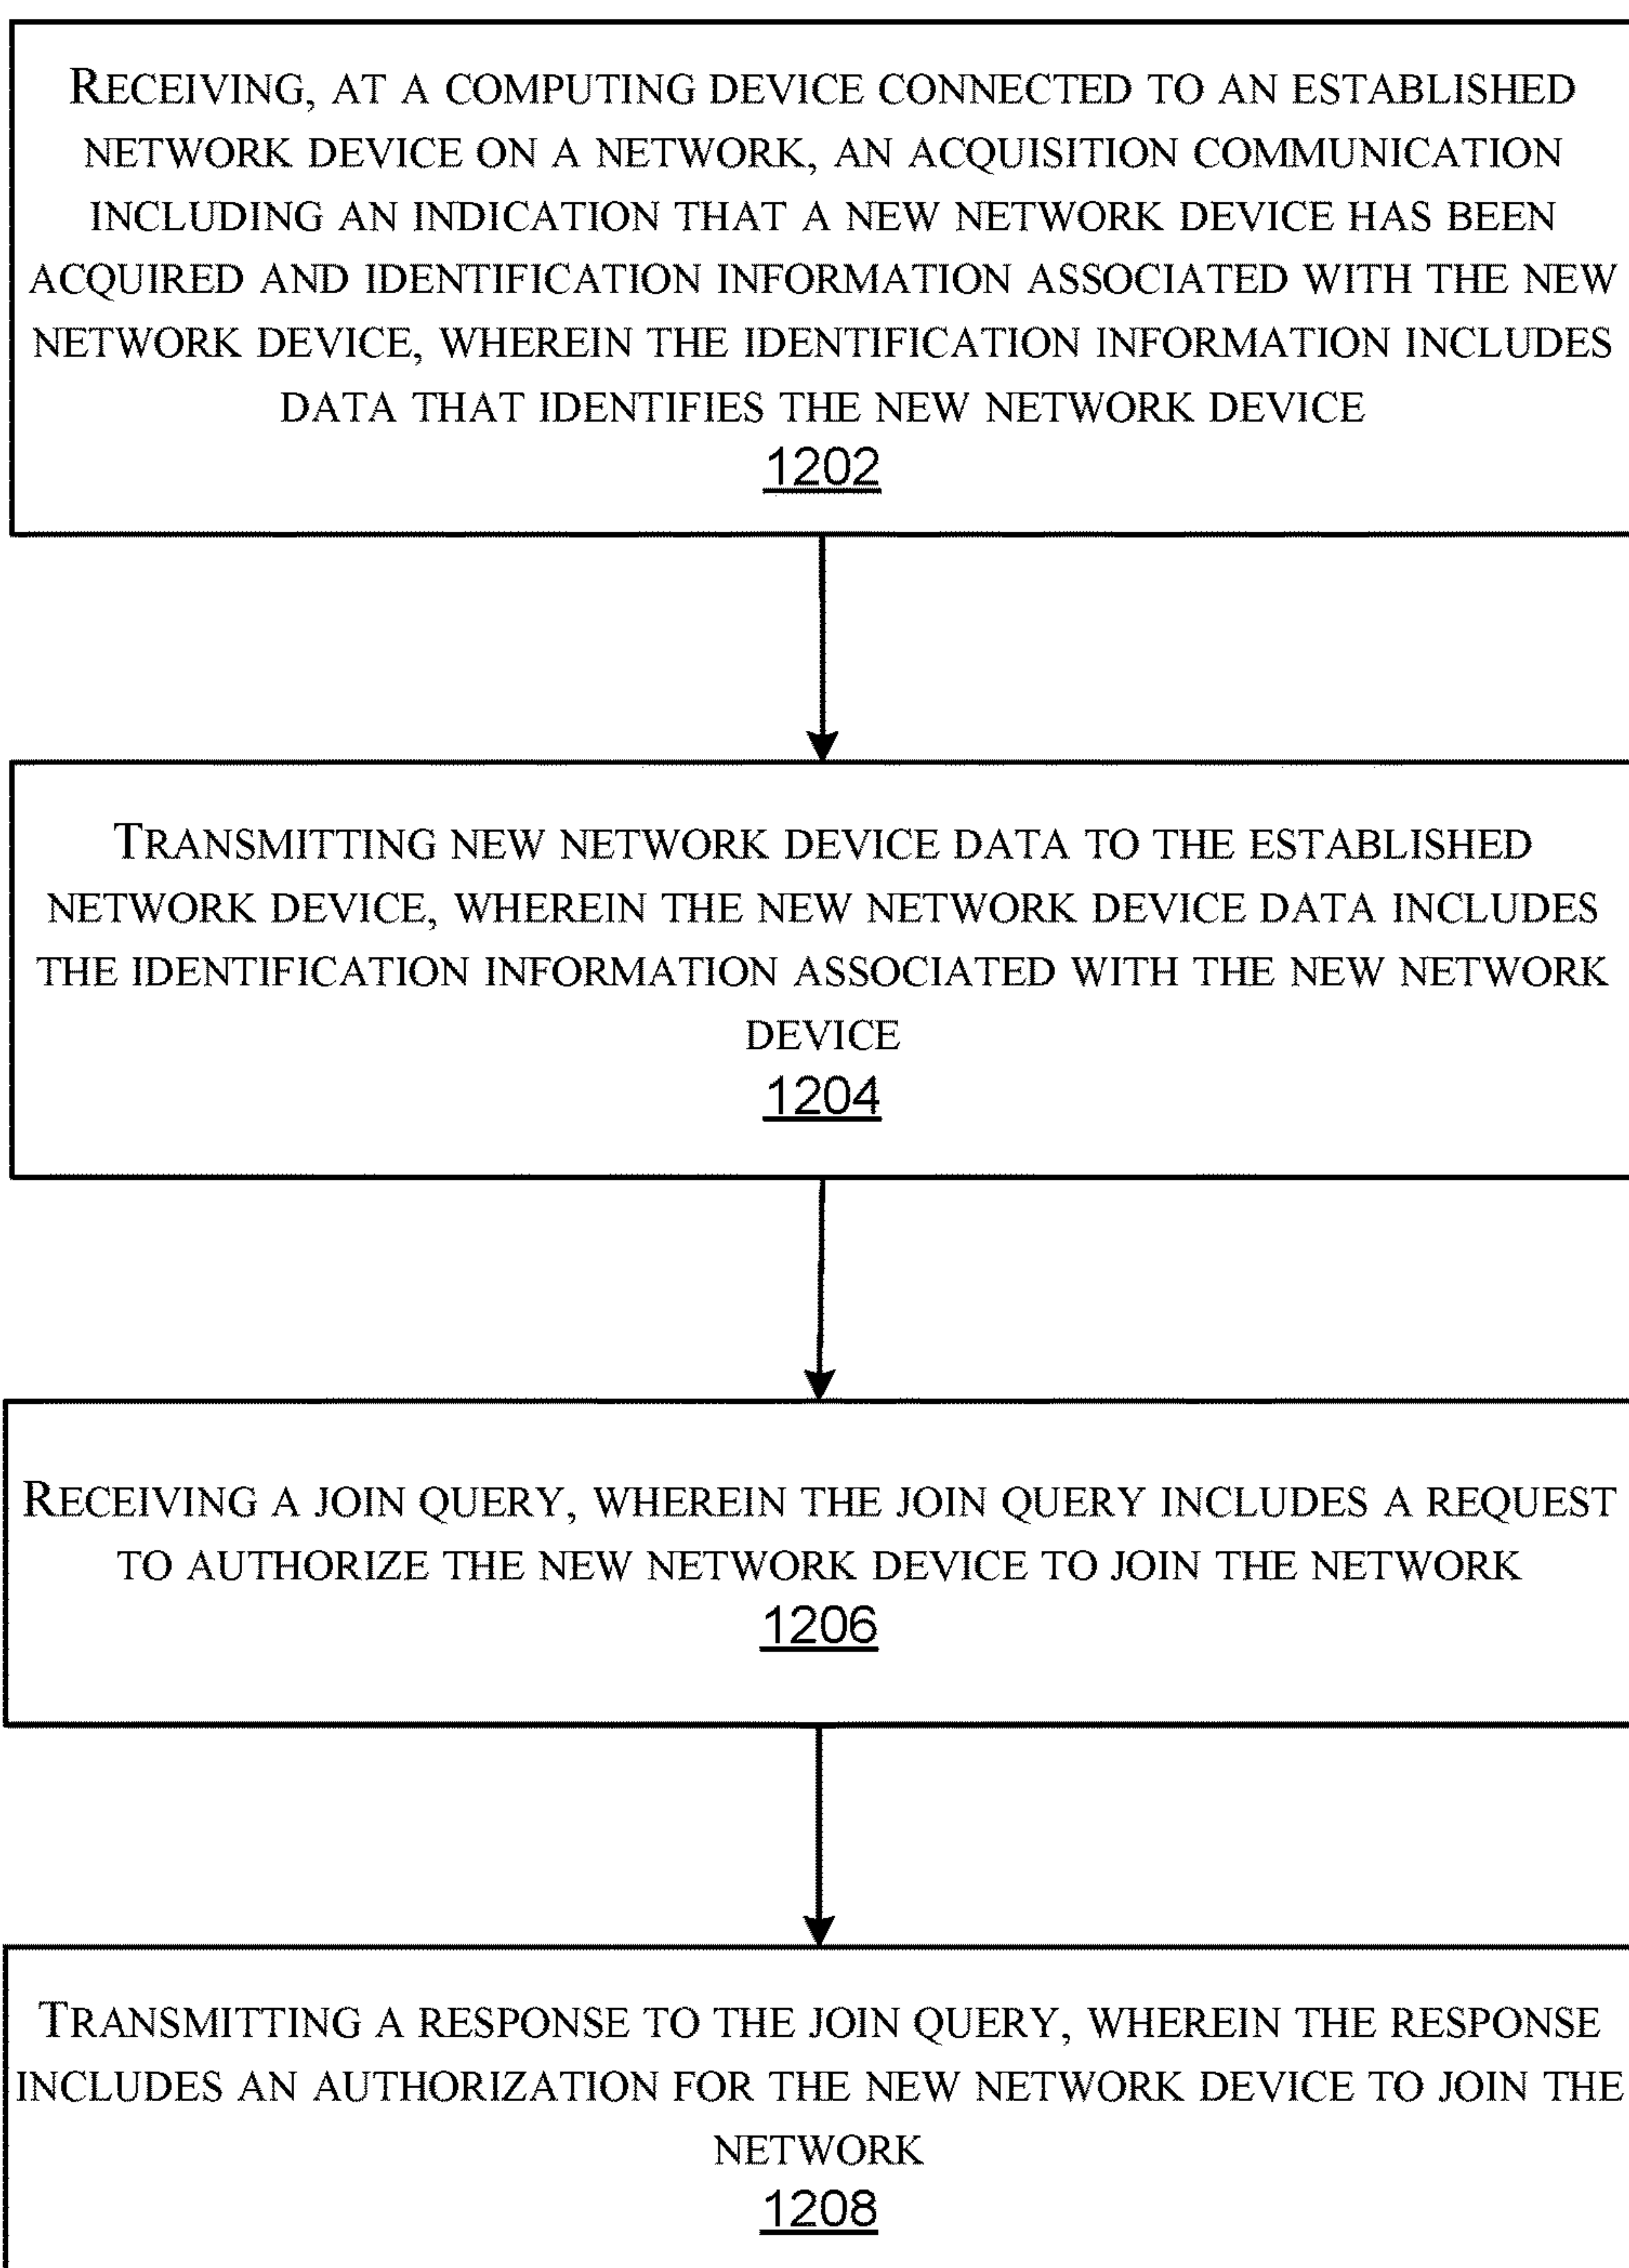 RECEIVING, AT A COMPUTING DEVICE CONNECTED TO AN ESTABLISHED
NETWORK DEVICE ON A NETWORK, AN ACQUISITION COMMUNICATION
INCLUDING AN INDICATION THAT A NEW NETWORK DEVICE HAS BEEN
ACQUIRED AND IDENTIFICATION INFORMATION ASSOCIATED WITH THE NEW
NETWORK DEVICE, WHEREIN THE IDENTIFICATION INFORMATION INCLUDES
DATA THAT IDENTIFIES THE NEW NETWORK DEVICE
1202
TRANSMITTING NEW NETWORK DEVICE DATA TO THE ESTABLISHED
NETWORK DEVICE, WHEREIN THE NEW NETWORK DEVICE DATA INCLUDES
THE IDENTIFICATION INFORMATION ASSOCIATED WITH THE NEW NETWORK
DEVICE
1204
RECEIVING A JOIN QUERY, WHEREIN THE JOIN QUERY INCLUDES A REQUEST
TO AUTHORIZE THE NEW NETWORK DEVICE TO JOIN THE NETWORK
1206
TRANSMITTING A RESPONSE TO THE JOIN QUERY, WHEREIN THE RESPONSE
INCLUDES AN AUTHORIZATION FOR THE NEW NETWORK DEVICE TO JOIN THE
NETWORK
1208